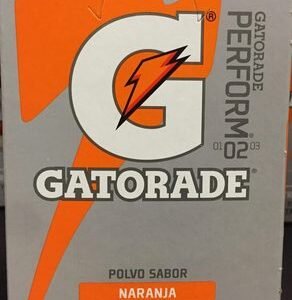 G®
GATORADE
PERFORM®
01 02 03
GATORADE®
POLVO SABOR
NARANJA